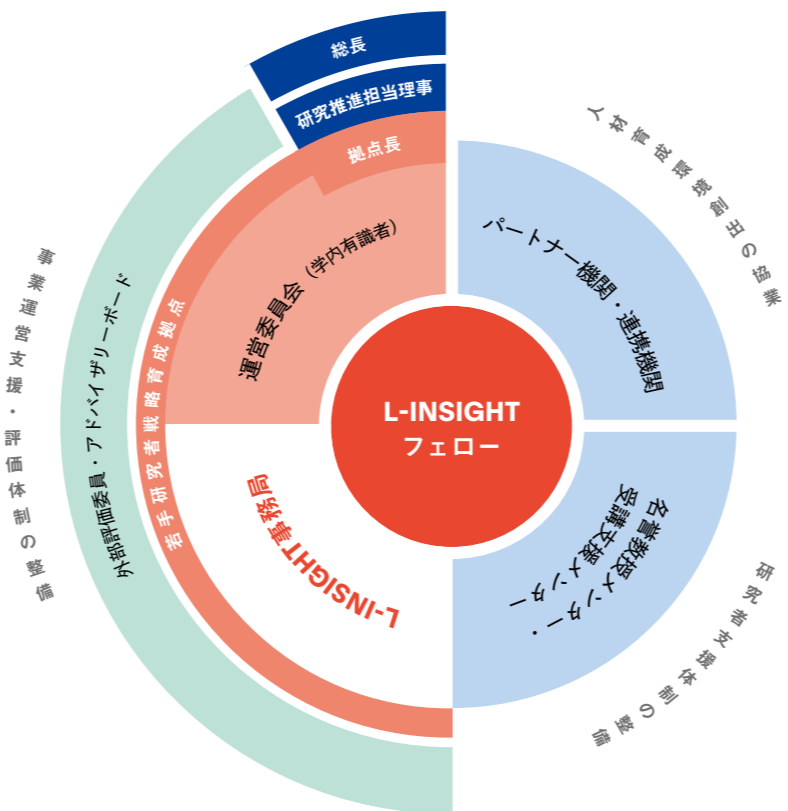 総長
研究推進担当理事
拠点長
運営委員会（学内有識者）
若手研究者戦略育成拠点
外部評価委員・アドバイザリーボード
事業運営支援・評価体制の整備
L-INSIGHT事務局
L-INSIGHT
フェロー
パートナー機関・連携機関
人材育成環境創出の協業
名誉教授メンター・
受講支援メンター
研究者支援体制の整備